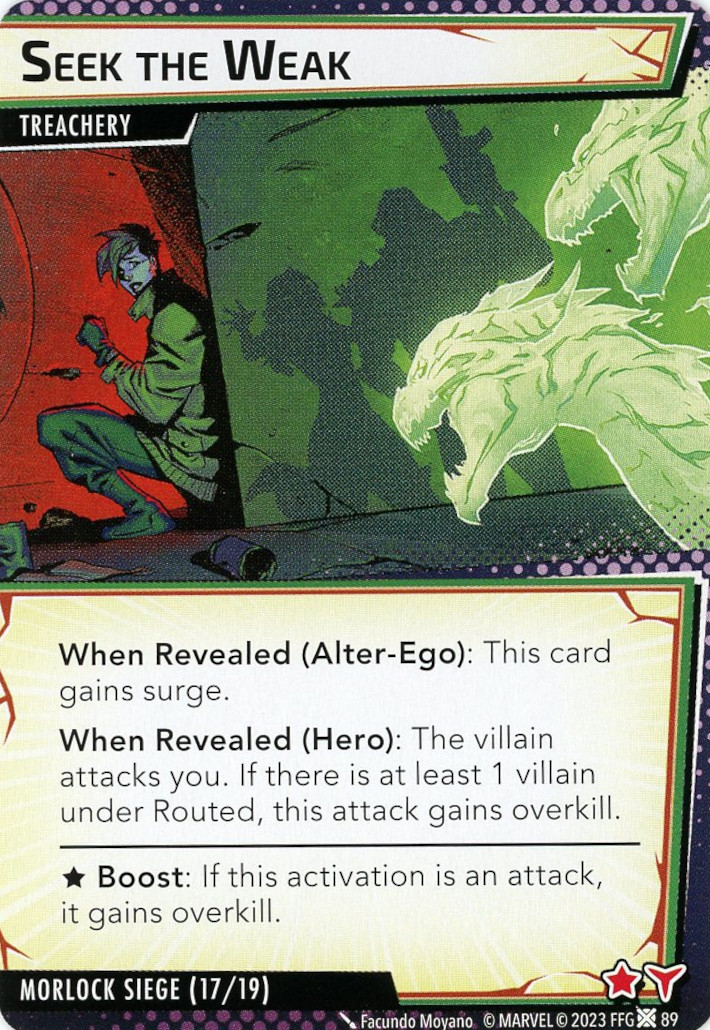 Seek the Weak
TREACHERY
When Revealed (Alter-Ego): This card
gains surge.
When Revealed (Hero): The villain
attacks you. If there is at least 1 villain
under Routed, this attack gains overkill.
★ Boost: If this activation is an attack,
it gains overkill.
MORLOCK SIEGE (17/19)
Facundo Moyano © MARVEL © 2023 FFG 89